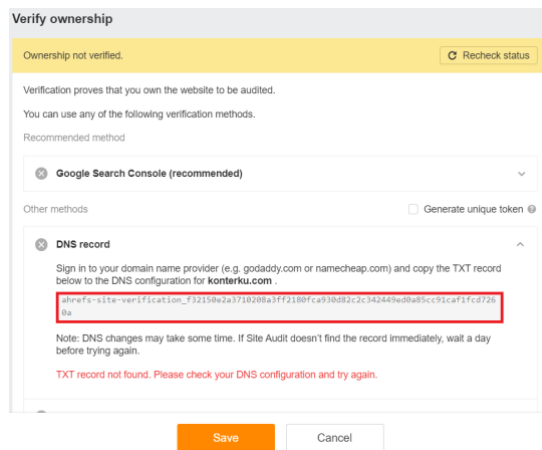 Verify ownership
Ownership not verified.
Recheck status
Verification proves that you own the website to be audited.
You can use any of the following verification methods.
Recommended method
Google Search Console (recommended)
Other methods
Generate unique token
DNS record
Sign in to your domain name provider (e.g. godaddy.com or namecheap.com) and copy the TXT record
below to the DNS configuration for konterku.com .
ahrefs-site-verification_f32150e2a3710208a3ff2180fca930d82c2c342449ed0a85cc91caf1fcd726
0a
Note: DNS changes may take some time. If Site Audit doesn't find the record immediately, wait a day
before trying again.
TXT record not found. Please check your DNS configuration and try again.
Save
Cancel